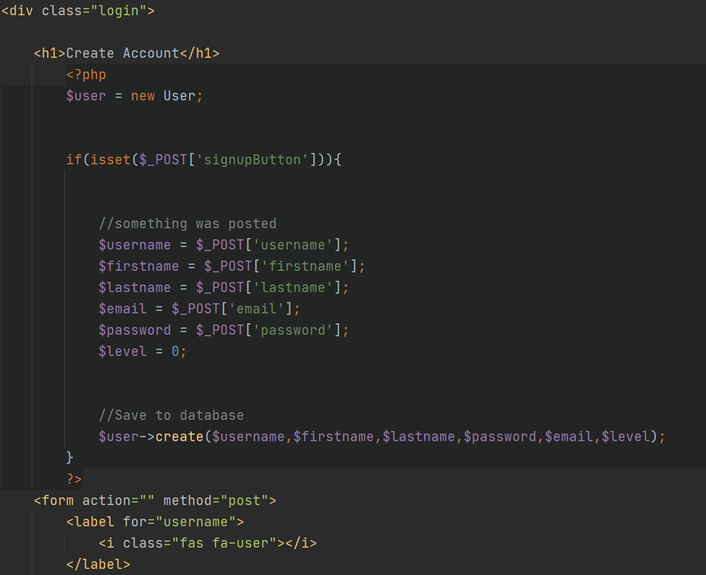 <div class="login">
<h1>Create Account</h1>
<?php
$user = new User;
if(isset($_POST['signupButton'])){
//something was posted
$username = $_POST['username'];
$firstname = $_POST['firstname'];
$lastname = $_POST['lastname'];
$email = $_POST['email'];
$password = $_POST['password'];
$level = 0;
//Save to database
$user->create($username,$firstname,$lastname,$password,$email,$level);
}
?>
<form action="" method="post">
<label for="username">
<i class="fas fa-user"></i>
</label>